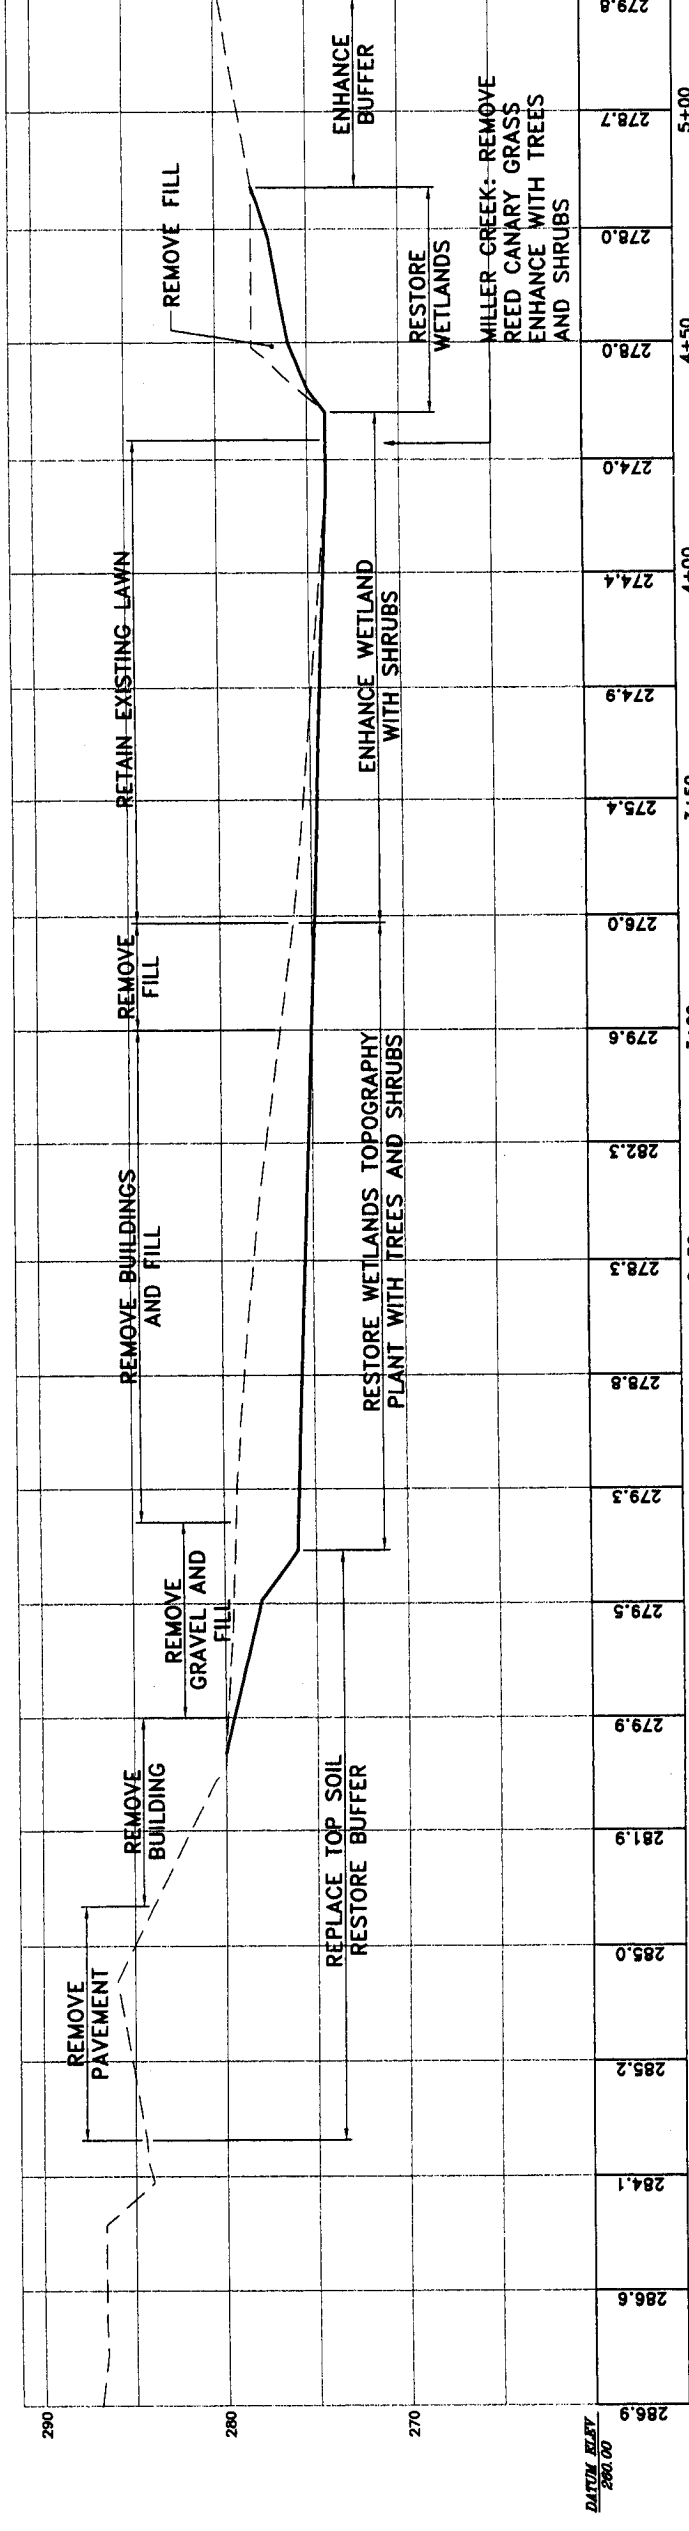 290
280
270
DATUM ELEV
260.00
REMOVE
PAVEMENT
REMOVE
BUILDING
REMOVE
GRAVEL AND
FILL
REMOVE BUILDINGS
AND FILL
REMOVE
FILL
RETAIN EXISTING LAWN
REMOVE FILL
REPLACE TOP SOIL
RESTORE BUFFER
RESTORE WETLANDS TOPOGRAPHY
PLANT WITH TREES AND SHRUBS
ENHANCE WETLAND
WITH SHRUBS
RESTORE
WETLANDS
ENHANCE
BUFFER
MILLER CREEK: REMOVE
REED CANARY GRASS
ENHANCE WITH TREES
AND SHRUBS
286.9
286.6
284.1
285.2
285.0
281.9
279.9
279.5
279.3
278.8
278.3
282.3
279.6
276.0
275.4
274.9
274.4
274.0
278.0
278.0
278.7
279.8
4+00
4+50
5+00